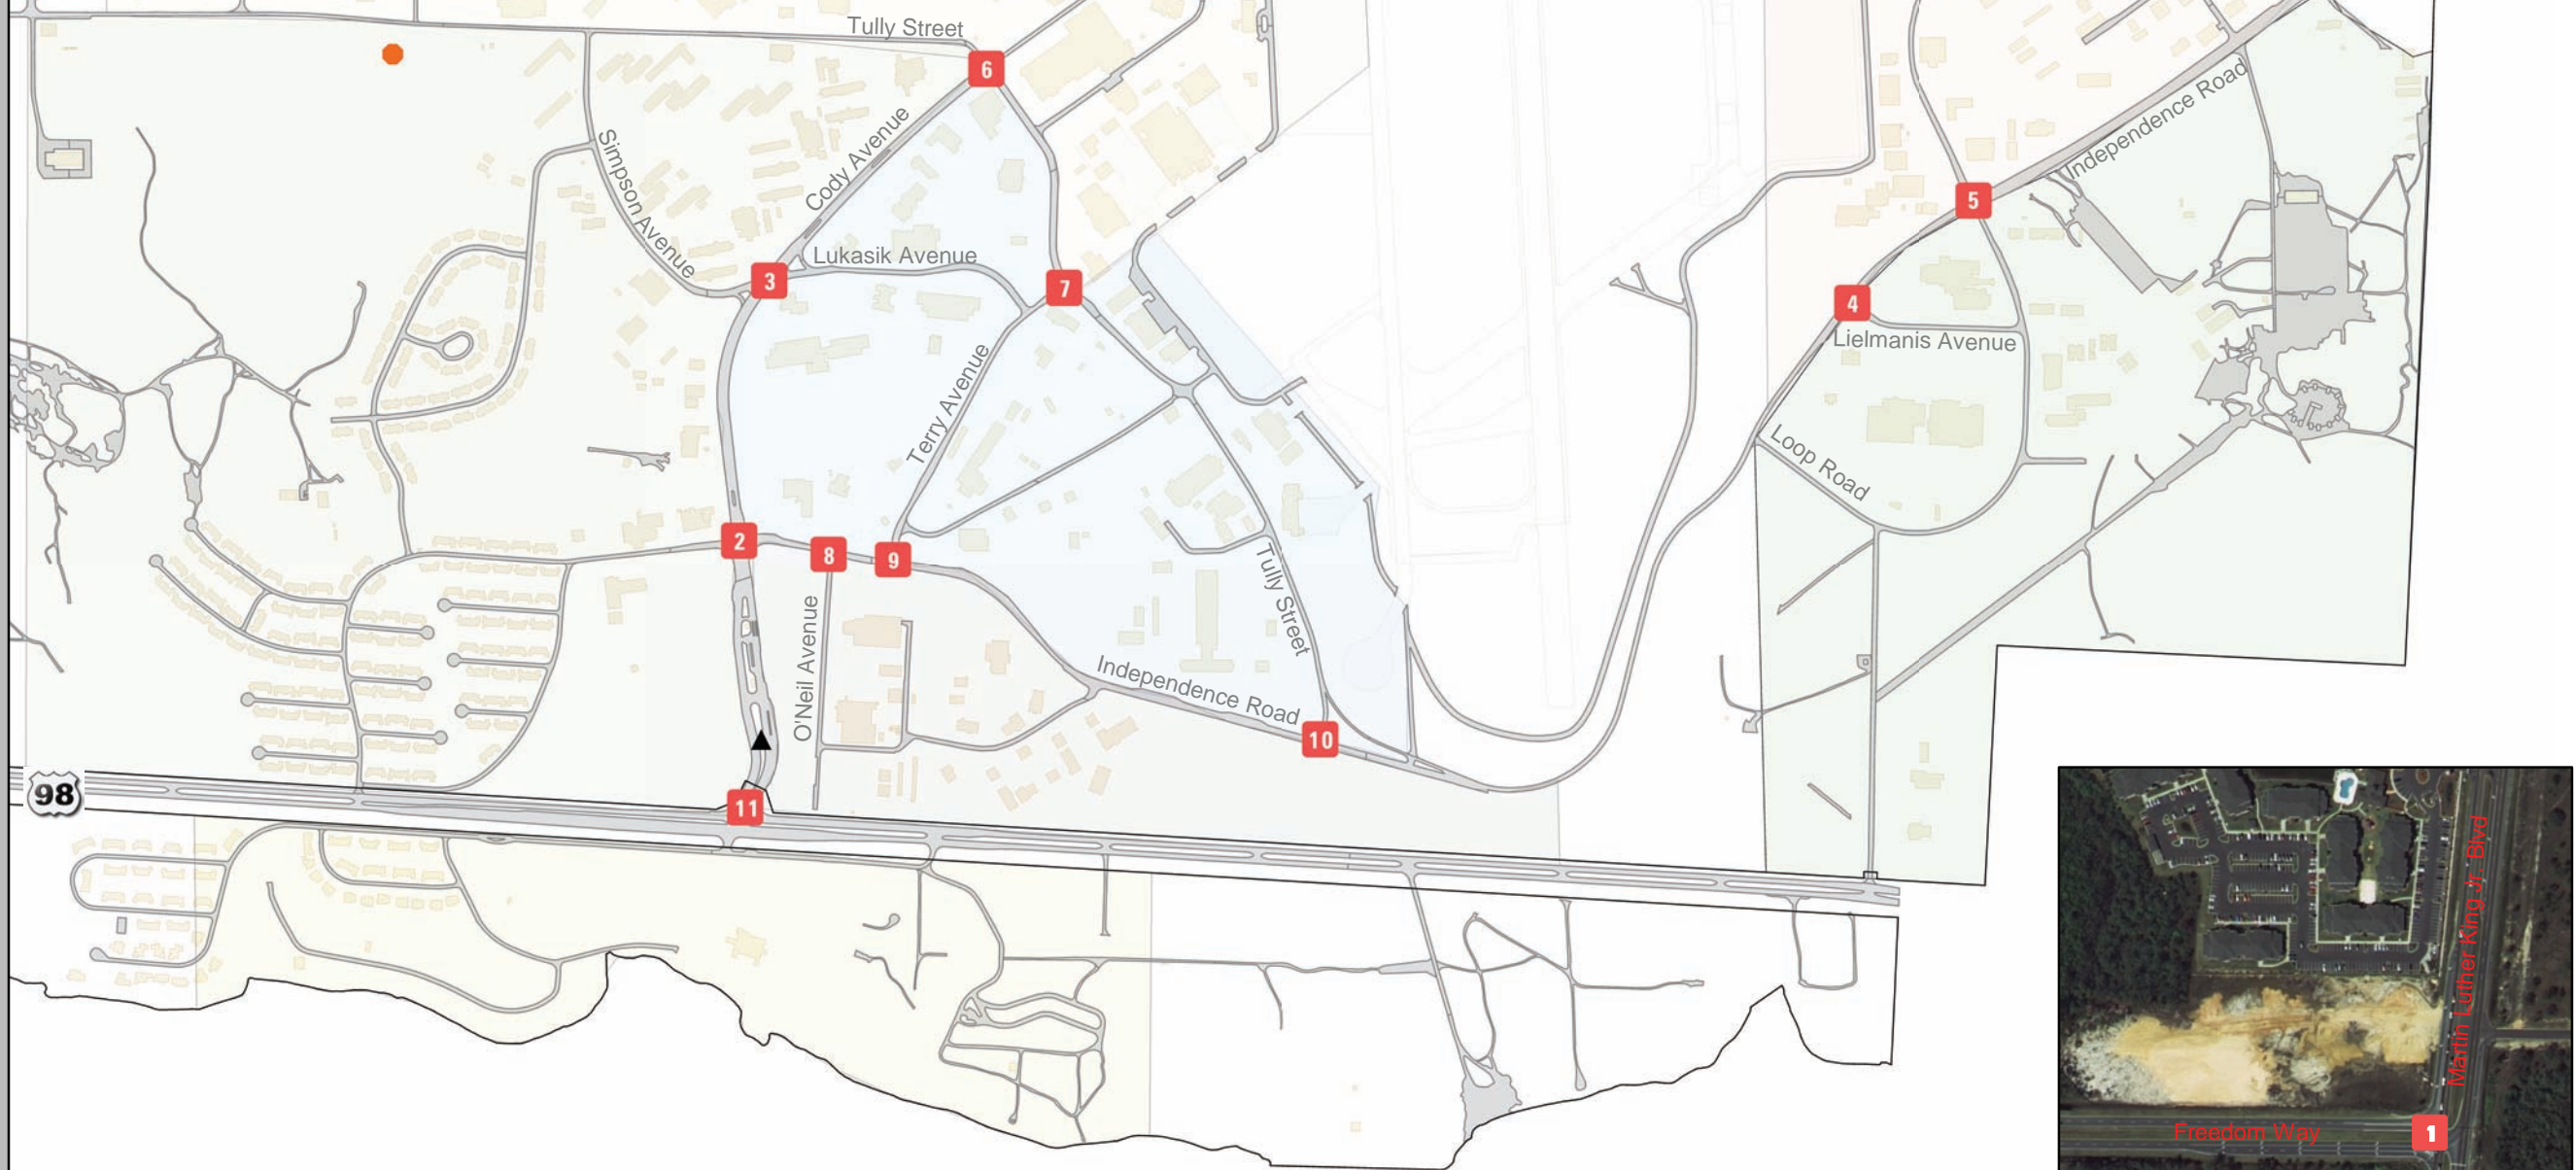 Tully Street
6
Cody Avenue
Simpson Avenue
Independence Road
5
Lukasik Avenue
3
7
4
Lielmanis Avenue
Terry Avenue
Loop Road
2
8
9
Tully Street
O'Neil Avenue
Independence Road
10
98
11
Martin Luther King Jr. Blvd
Freedom Way
1